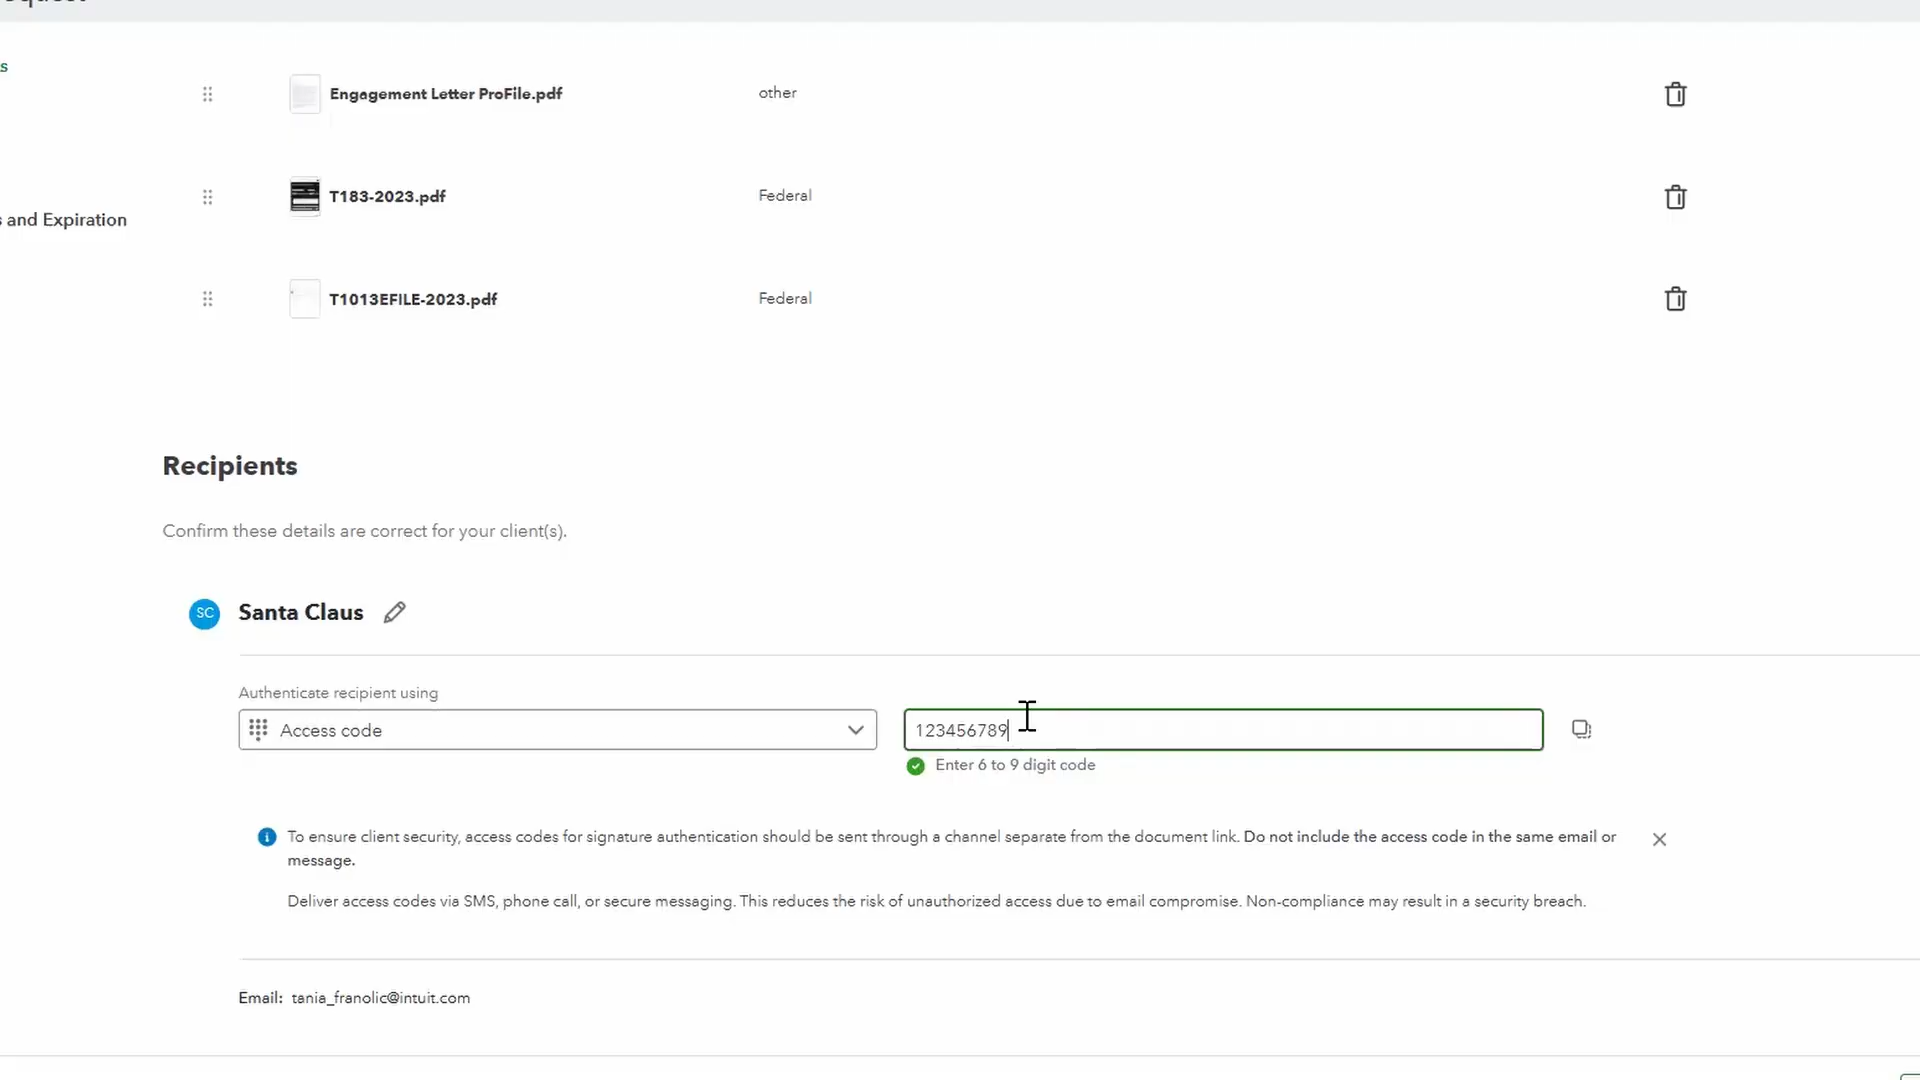 s
Engagement Letter ProFile.pdf other
T183-2023.pdf Federal
s and Expiration
T1013EFILE-2023.pdf Federal
Recipients
Confirm these details are correct for your client(s).
SC Santa Claus
Authenticate recipient using
Access code 123456789
Enter 6 to 9 digit code
To ensure client security, access codes for signature authentication should be sent through a channel separate from the document link. Do not include the access code in the same email or
message.
Deliver access codes via SMS, phone call, or secure messaging. This reduces the risk of unauthorized access due to email compromise. Non-compliance may result in a security breach.
Email: tania_franolic@intuit.com